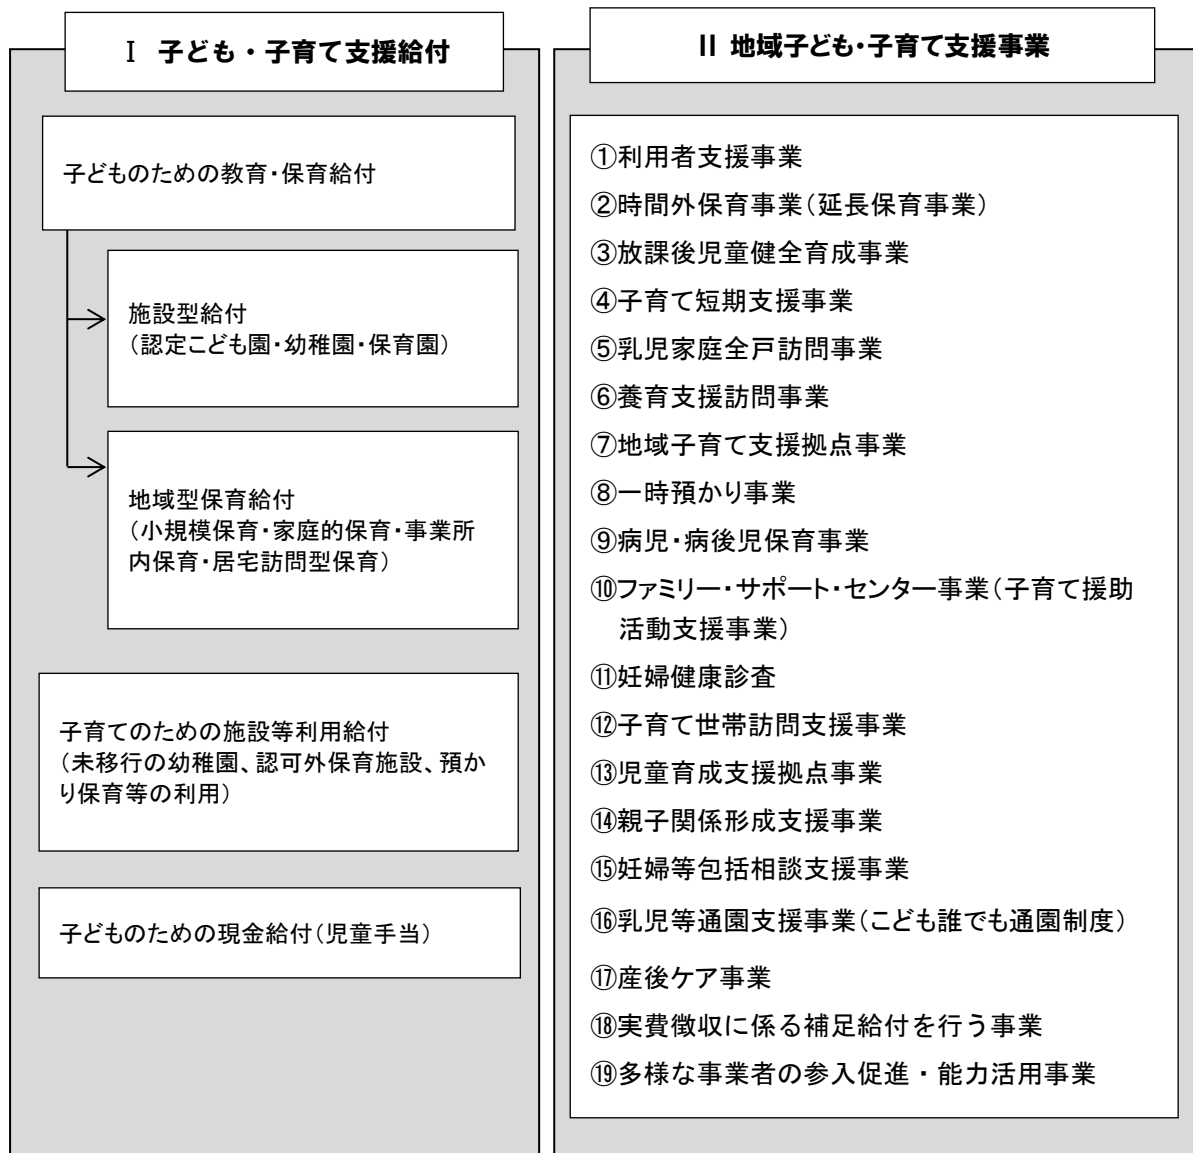 Ⅰ 子ども・子育て支援給付
子どものための教育・保育給付
施設型給付
（認定こども園・幼稚園・保育園）
地域型保育給付
（小規模保育・家庭的保育・事業所
内保育・居宅訪問型保育）
子育てのための施設等利用給付
（未移行の幼稚園、認可外保育施設、預か
り保育等の利用）
子どものための現金給付（児童手当）
Ⅱ 地域子ども・子育て支援事業
①利用者支援事業
②時間外保育事業（延長保育事業）
③放課後児童健全育成事業
④子育て短期支援事業
⑤乳児家庭全戸訪問事業
⑥養育支援訪問事業
⑦地域子育て支援拠点事業
⑧一時預かり事業
⑨病児・病後児保育事業
⑩ファミリー・サポート・センター事業（子育て援助
活動支援事業）
⑪妊婦健康診査
⑫子育て世帯訪問支援事業
⑬児童育成支援拠点事業
⑭親子関係形成支援事業
⑮妊婦等包括相談支援事業
⑯乳児等通園支援事業（こども誰でも通園制度）
⑰産後ケア事業
⑱実費徴収に係る補足給付を行う事業
⑲多様な事業者の参入促進・能力活用事業